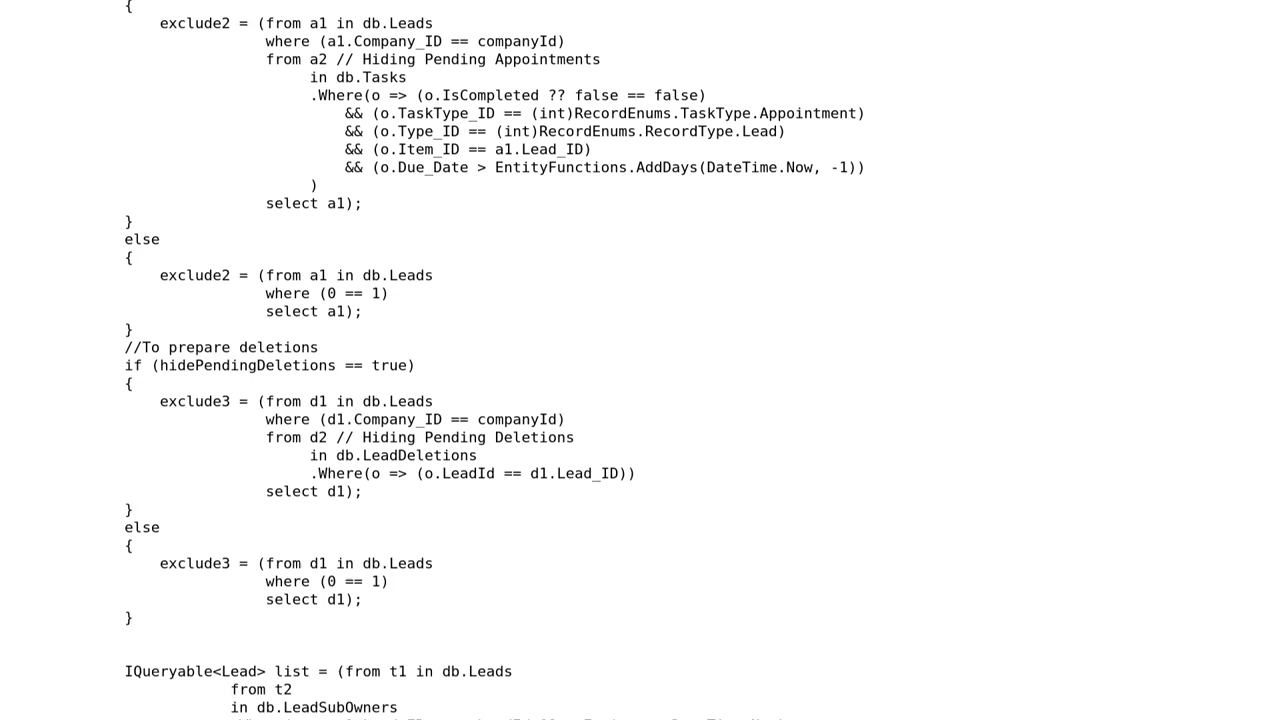 {
exclude2 = (from a1 in db.Leads
where (a1.Company_ID == companyId)
from a2 // Hiding Pending Appointments
in db.Tasks
.Where(o => (o.IsCompleted ?? false == false)
&& (o.TaskType_ID == (int)RecordEnums.TaskType.Appointment)
&& (o.Type_ID == (int)RecordEnums.RecordType.Lead)
&& (o.Item_ID == a1.Lead_ID)
&& (o.Due_Date > EntityFunctions.AddDays(DateTime.Now, -1))
)
select a1);
}
else
{
exclude2 = (from a1 in db.Leads
where (0 == 1)
select a1);
}
//To prepare deletions
if (hidePendingDeletions == true)
{
exclude3 = (from d1 in db.Leads
where (d1.Company_ID == companyId)
from d2 // Hiding Pending Deletions
in db.LeadDeletions
.Where(o => (o.LeadId == d1.Lead_ID))
select d1);
}
else
{
exclude3 = (from d1 in db.Leads
where (0 == 1)
select d1);
}
IQueryable<Lead> list = (from t1 in db.Leads
from t2
in db.LeadSubOwners